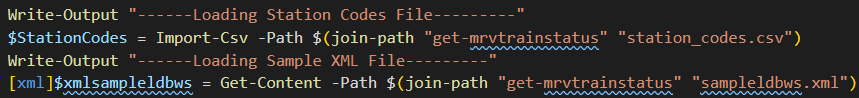 Write-Output "------Loading Station Codes File---------"
$StationCodes = Import-Csv -Path $(join-path "get-mrvtrainstatus" "station_codes.csv")
Write-Output "------Loading Sample XML File---------"
[xml]$xmlsampleldbws = Get-Content -Path $(join-path "get-mrvtrainstatus" "sampleldbws.xml")